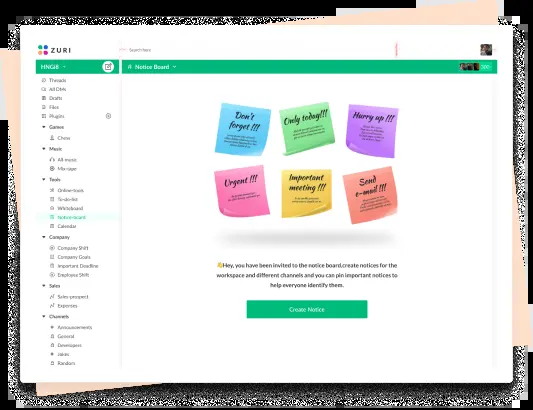 ZURI
Search here
HNGi8
Notice Board
Threads
All DMs
Drafts
Files
Plugins
Games
Chess
Music
All-music
Mix-tape
Tools
Online-tools
To-do-list
Whiteboard
Notice-board
Calendar
Company
Company Shift
Company Goals
Important Deadline
Employee Shift
Sales
Sales-prospect
Expenses
Channels
Announcements
General
Developers
Jokes
Random
Don't
forget !!!
Only today!!!
Hurry up !!!
Urgent !!!
Important
meeting !!!
Send
e-mail !!!
Hey, you have been invited to the notice board,create notices for the
workspace and different channels and you can pin important notices to
help everyone identify them.
Create Notice